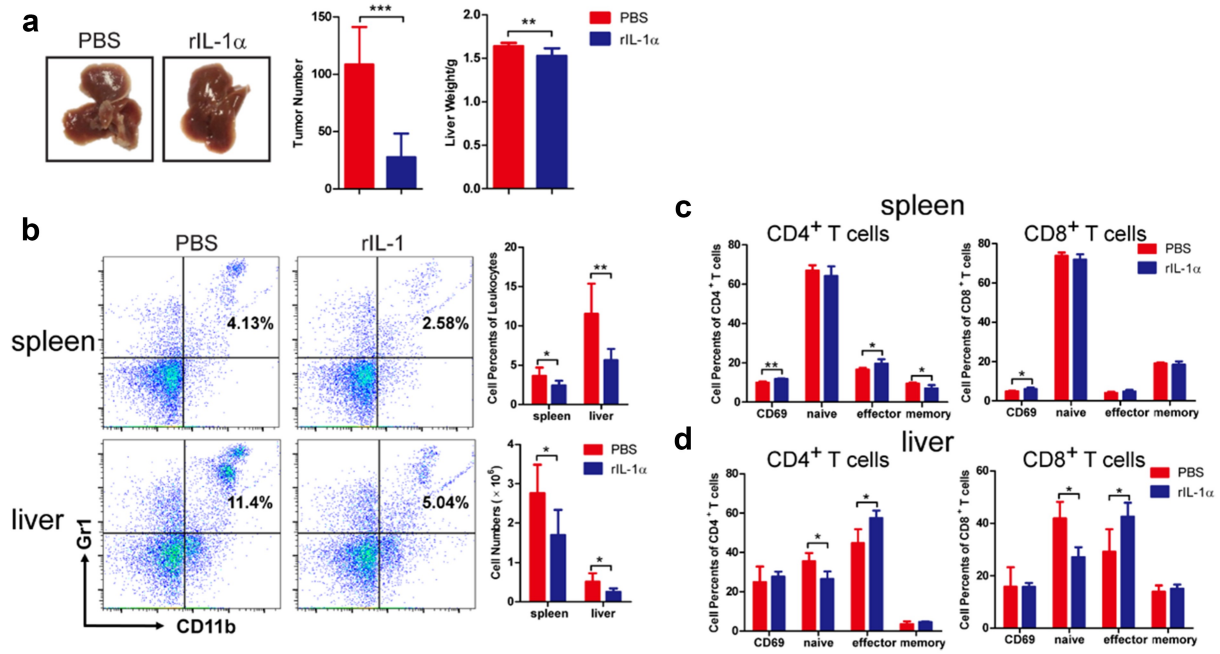 a
PBS
rIL-1α
Tumor Number
150
100
50
0
***
Liver Weight/g
2.0
1.5
1.0
0.5
0.0
**
PBS
rIL-1α
b
PBS
rIL-1
spleen
4.13%
2.58%
liver
11.4%
5.04%
Gr1
CD11b
Cell Percents of Leukocytes
20
15
10
5
0
*
**
spleen
liver
Cell Numbers (× 10⁶)
4
3
2
1
0
*
*
spleen
liver
PBS
rIL-1α
c
spleen
CD4⁺ T cells
Cell Percents of CD4⁺ T cells
80
60
40
20
0
**
*
*
CD69
naive
effector
memory
CD8⁺ T cells
Cell Percents of CD8⁺ T cells
80
60
40
20
0
*
CD69
naive
effector
memory
PBS
rIL-1α
d
liver
CD4⁺ T cells
Cell Percents of CD4⁺ T cells
80
60
40
20
0
*
*
CD69
naive
effector
memory
CD8⁺ T cells
Cell Percents of CD8⁺ T cells
60
40
20
0
*
*
CD69
naive
effector
memory
PBS
rIL-1α